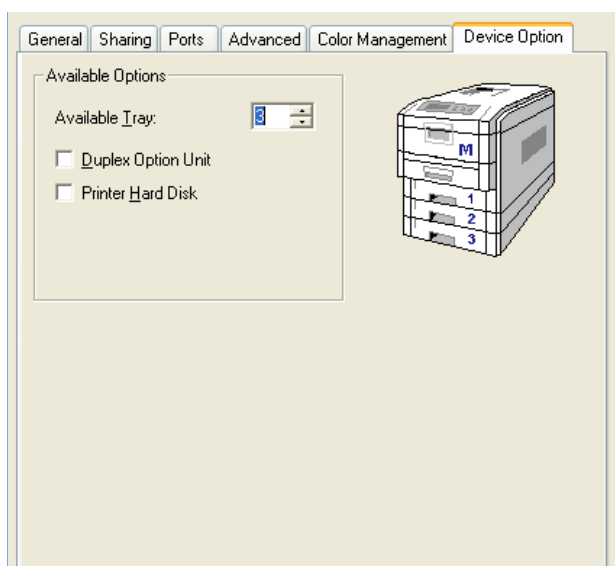 General Sharing Ports Advanced Color Management Device Option
Available Options
Available Tray: 3
Duplex Option Unit
Printer Hard Disk
M
1
2
3